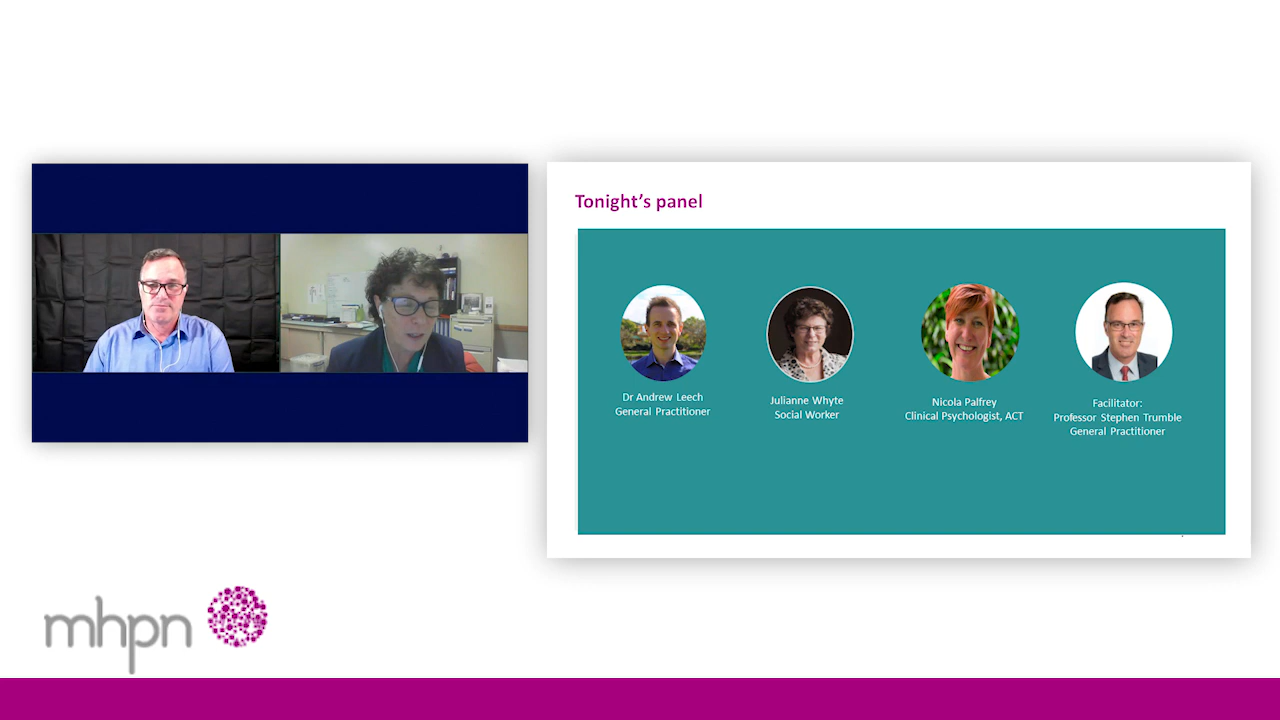 Tonight's panel
Dr Andrew Leech
General Practitioner
Julianne Whyte
Social Worker
Nicola Palfrey
Clinical Psychologist, ACT
Facilitator:
Professor Stephen Trumble
General Practitioner
mhpn